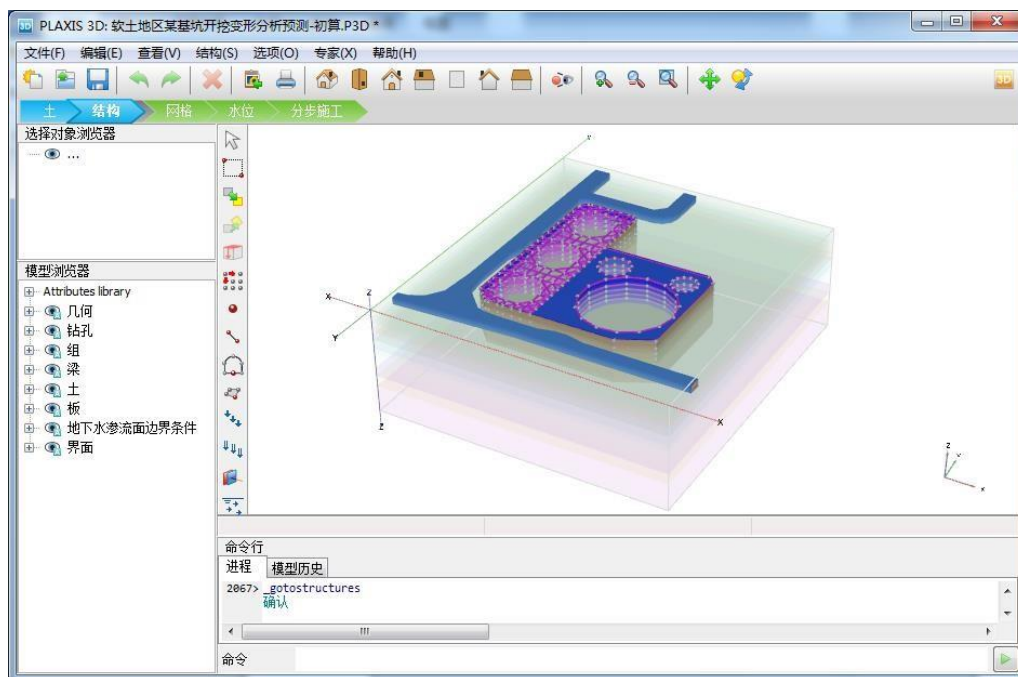 PLAXIS 3D: 软土地区某基坑开挖变形分析预测-初算.P3D *
文件(F) 编辑(E) 查看(V) 结构(S) 选项(O) 专家(X) 帮助(H)
3D
土 结构 网格 水位 分步施工
选择对象浏览器
...
模型浏览器
Attributes library
几何
钻孔
组
梁
土
板
地下水渗流面边界条件
界面
X
Z
Y
Z
X
Z
命令行
进程 模型历史
2067> _gotostructures
确认
命令